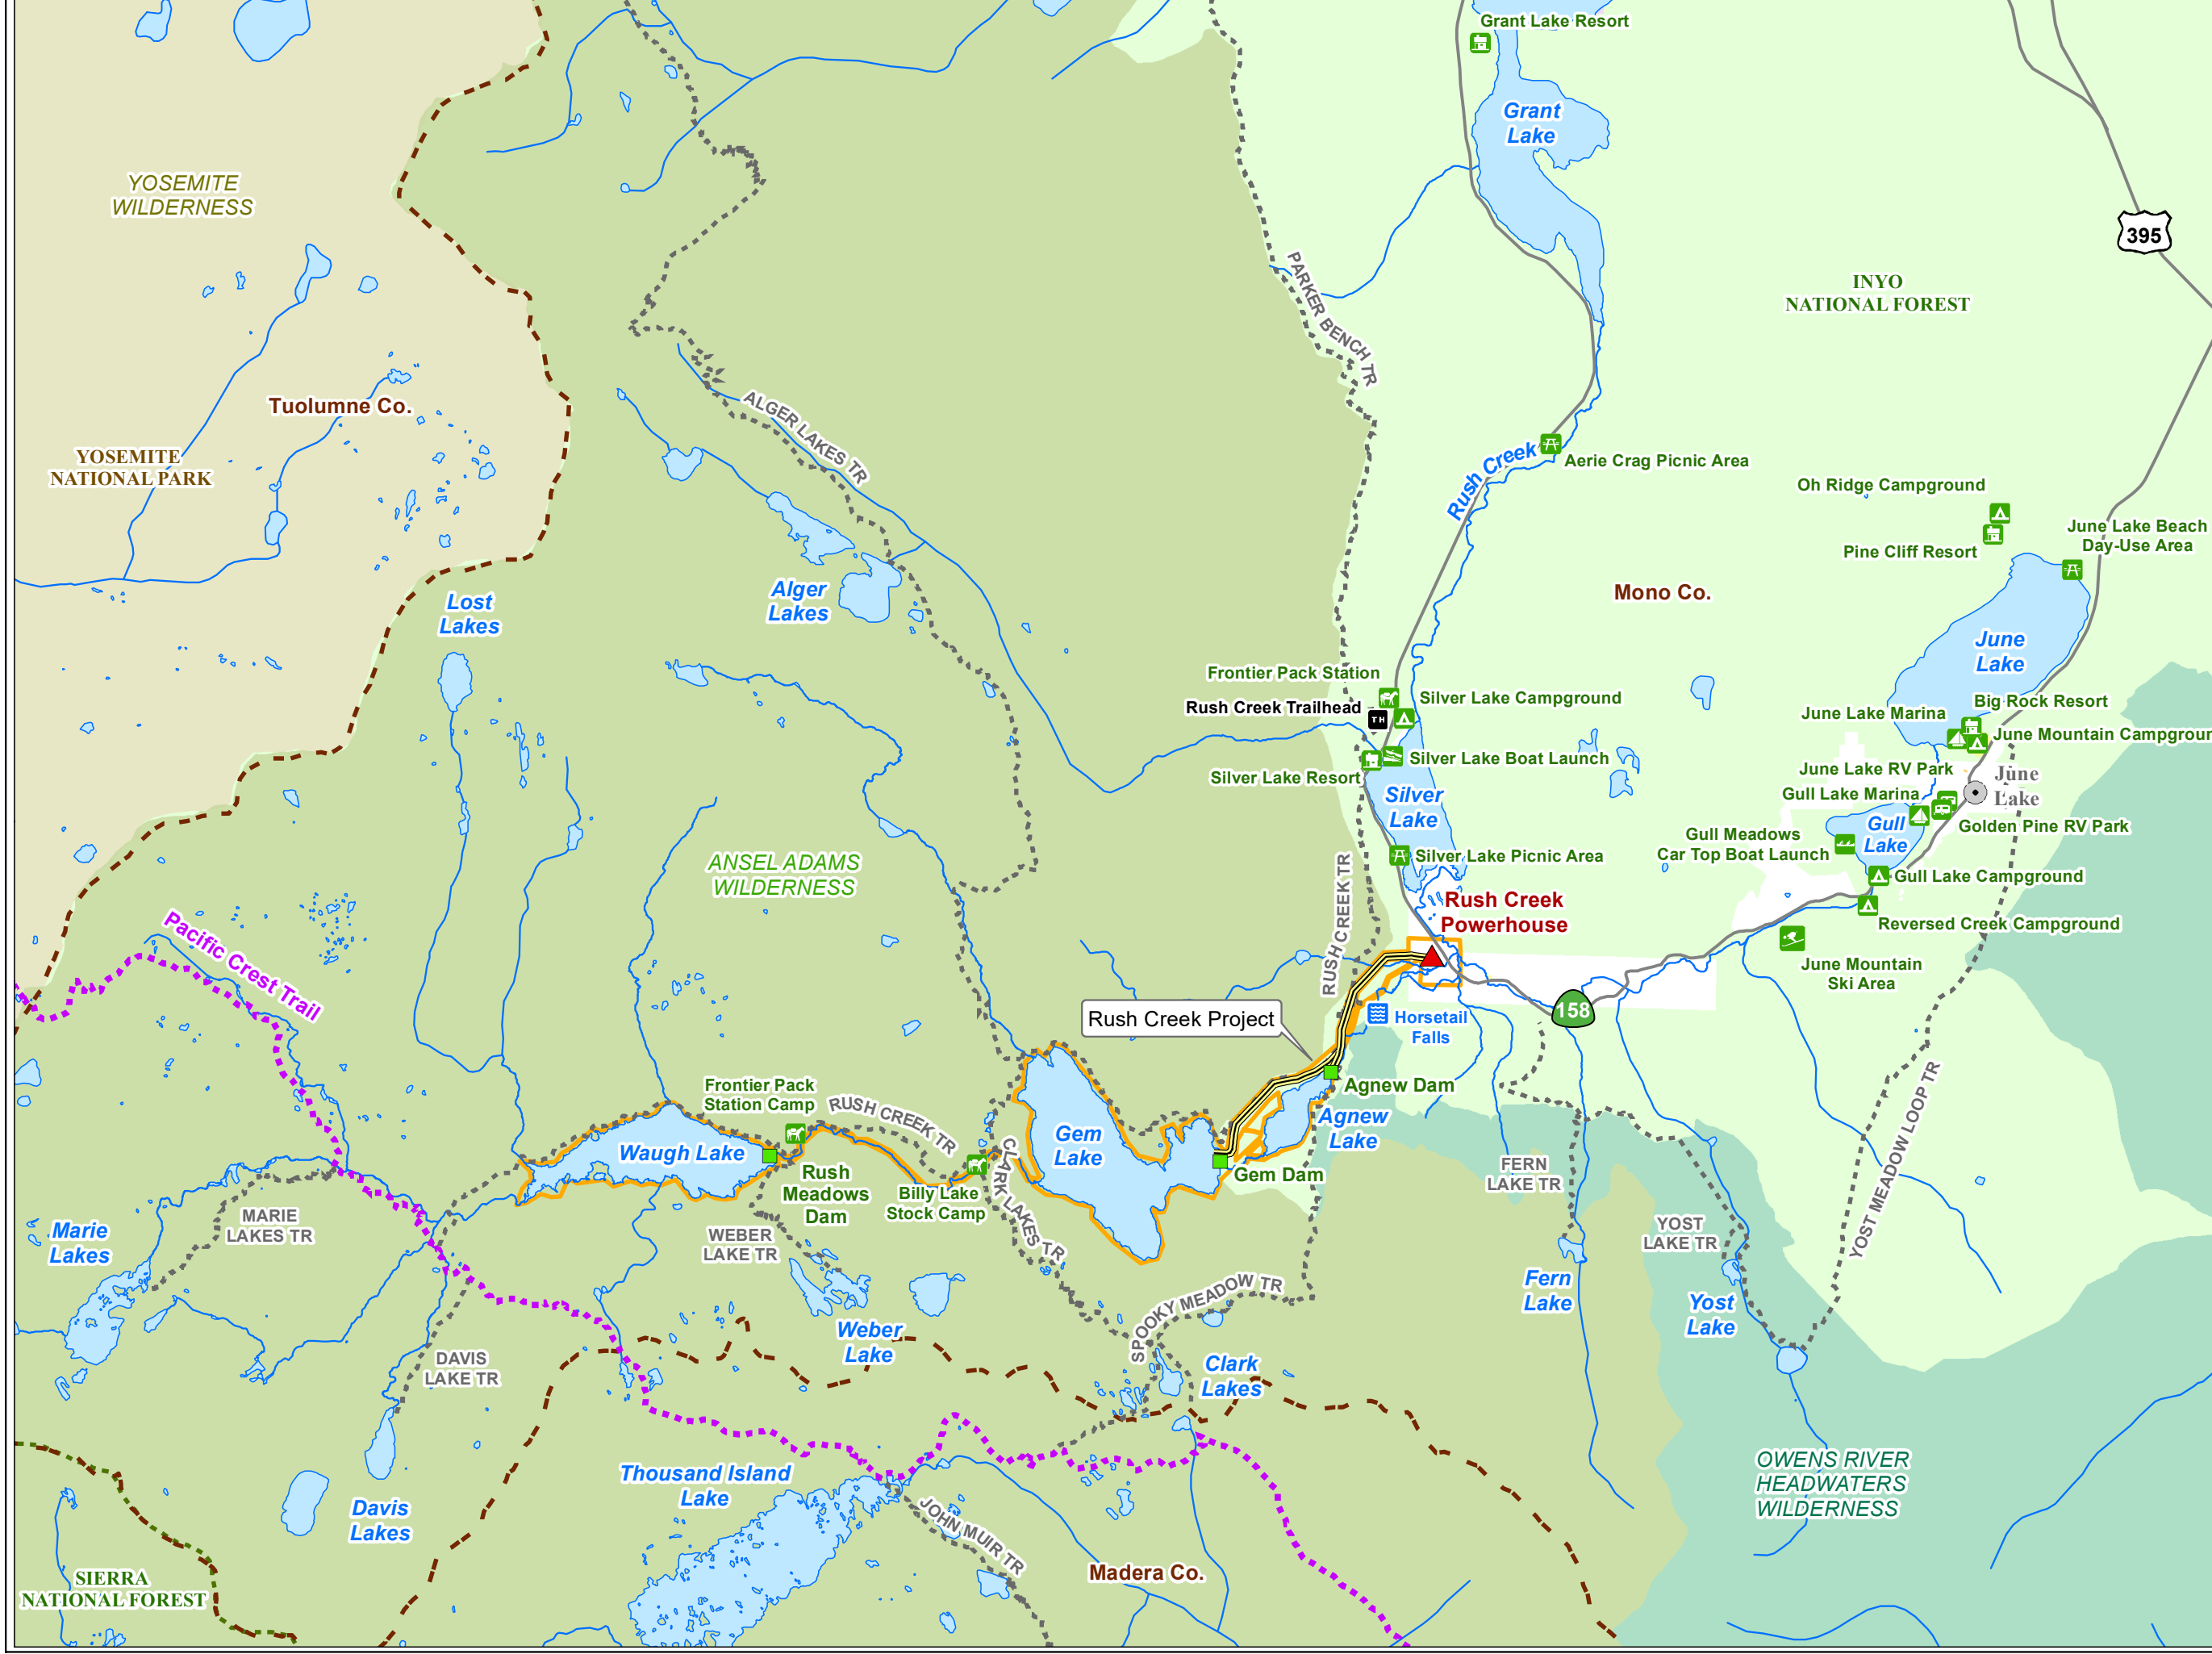 Grant Lake Resort
Grant
Lake
YOSEMITE
WILDERNESS
395
PARKER BENCH TR
INYO
NATIONAL FOREST
Tuolumne Co.
ALGER LAKES TR
YOSEMITE
NATIONAL PARK
Rush Creek
Aerie Crag Picnic Area
Oh Ridge Campground
June Lake Beach
Day-Use Area
Pine Cliff Resort
Lost
Lakes
Alger
Lakes
Mono Co.
June
Lake
Frontier Pack Station
Silver Lake Campground
Rush Creek Trailhead
TH
Big Rock Resort
June Lake Marina
June Mountain Campgroun
Silver Lake Boat Launch
Silver Lake Resort
June Lake RV Park
June
Lake
Gull Lake Marina
Silver
Lake
Gull
Lake
Golden Pine RV Park
Gull Meadows
Car Top Boat Launch
Silver Lake Picnic Area
ANSEL ADAMS
WILDERNESS
RUSH CREEK TR
Gull Lake Campground
Rush Creek
Powerhouse
Reversed Creek Campground
Pacific Crest Trail
June Mountain
Ski Area
158
Rush Creek Project
Horsetail
Falls
Frontier Pack
Station Camp
RUSH CREEK TR
Agnew Dam
Agnew
Lake
YOST MEADOW LOOP TR
Waugh Lake
Gem
Lake
CLARK LAKES TR
Gem Dam
Rush
Meadows
Dam
Billy Lake
Stock Camp
FERN
LAKE TR
Marie
Lakes
MARIE
LAKES TR
WEBER
LAKE TR
YOST
LAKE TR
SPOOKY MEADOW TR
Fern
Lake
Yost
Lake
Weber
Lake
DAVIS
LAKE TR
Clark
Lakes
Thousand Island
Lake
OWENS RIVER
HEADWATERS
WILDERNESS
Davis
Lakes
JOHN MUIR TR
Madera Co.
SIERRA
NATIONAL FOREST